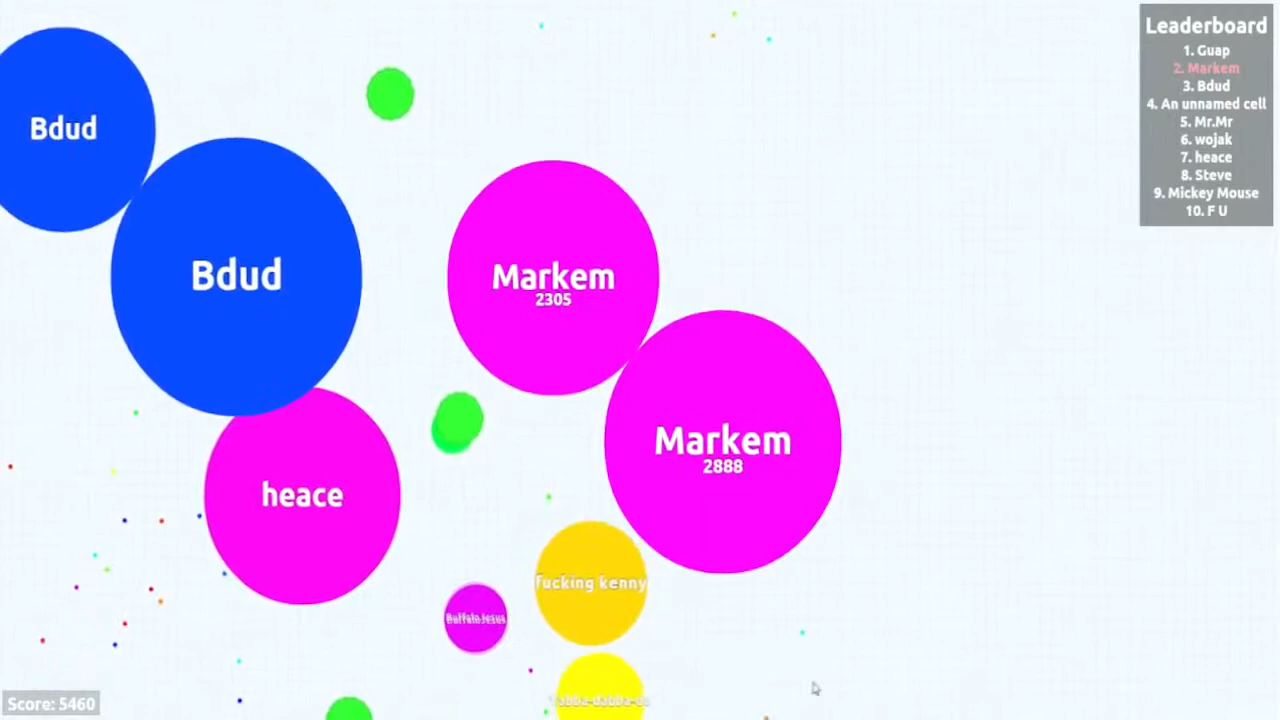 Leaderboard
1. Guap
2. Markem
3. Bdud
4. An unnamed cell
5. Mr.Mr
6. wojak
7. heace
8. Steve
9. Mickey Mouse
10. F U
Bdud
Bdud
Markem
2305
Markem
2888
heace
fucking kenny
BuffaloJesus
Score: 5460